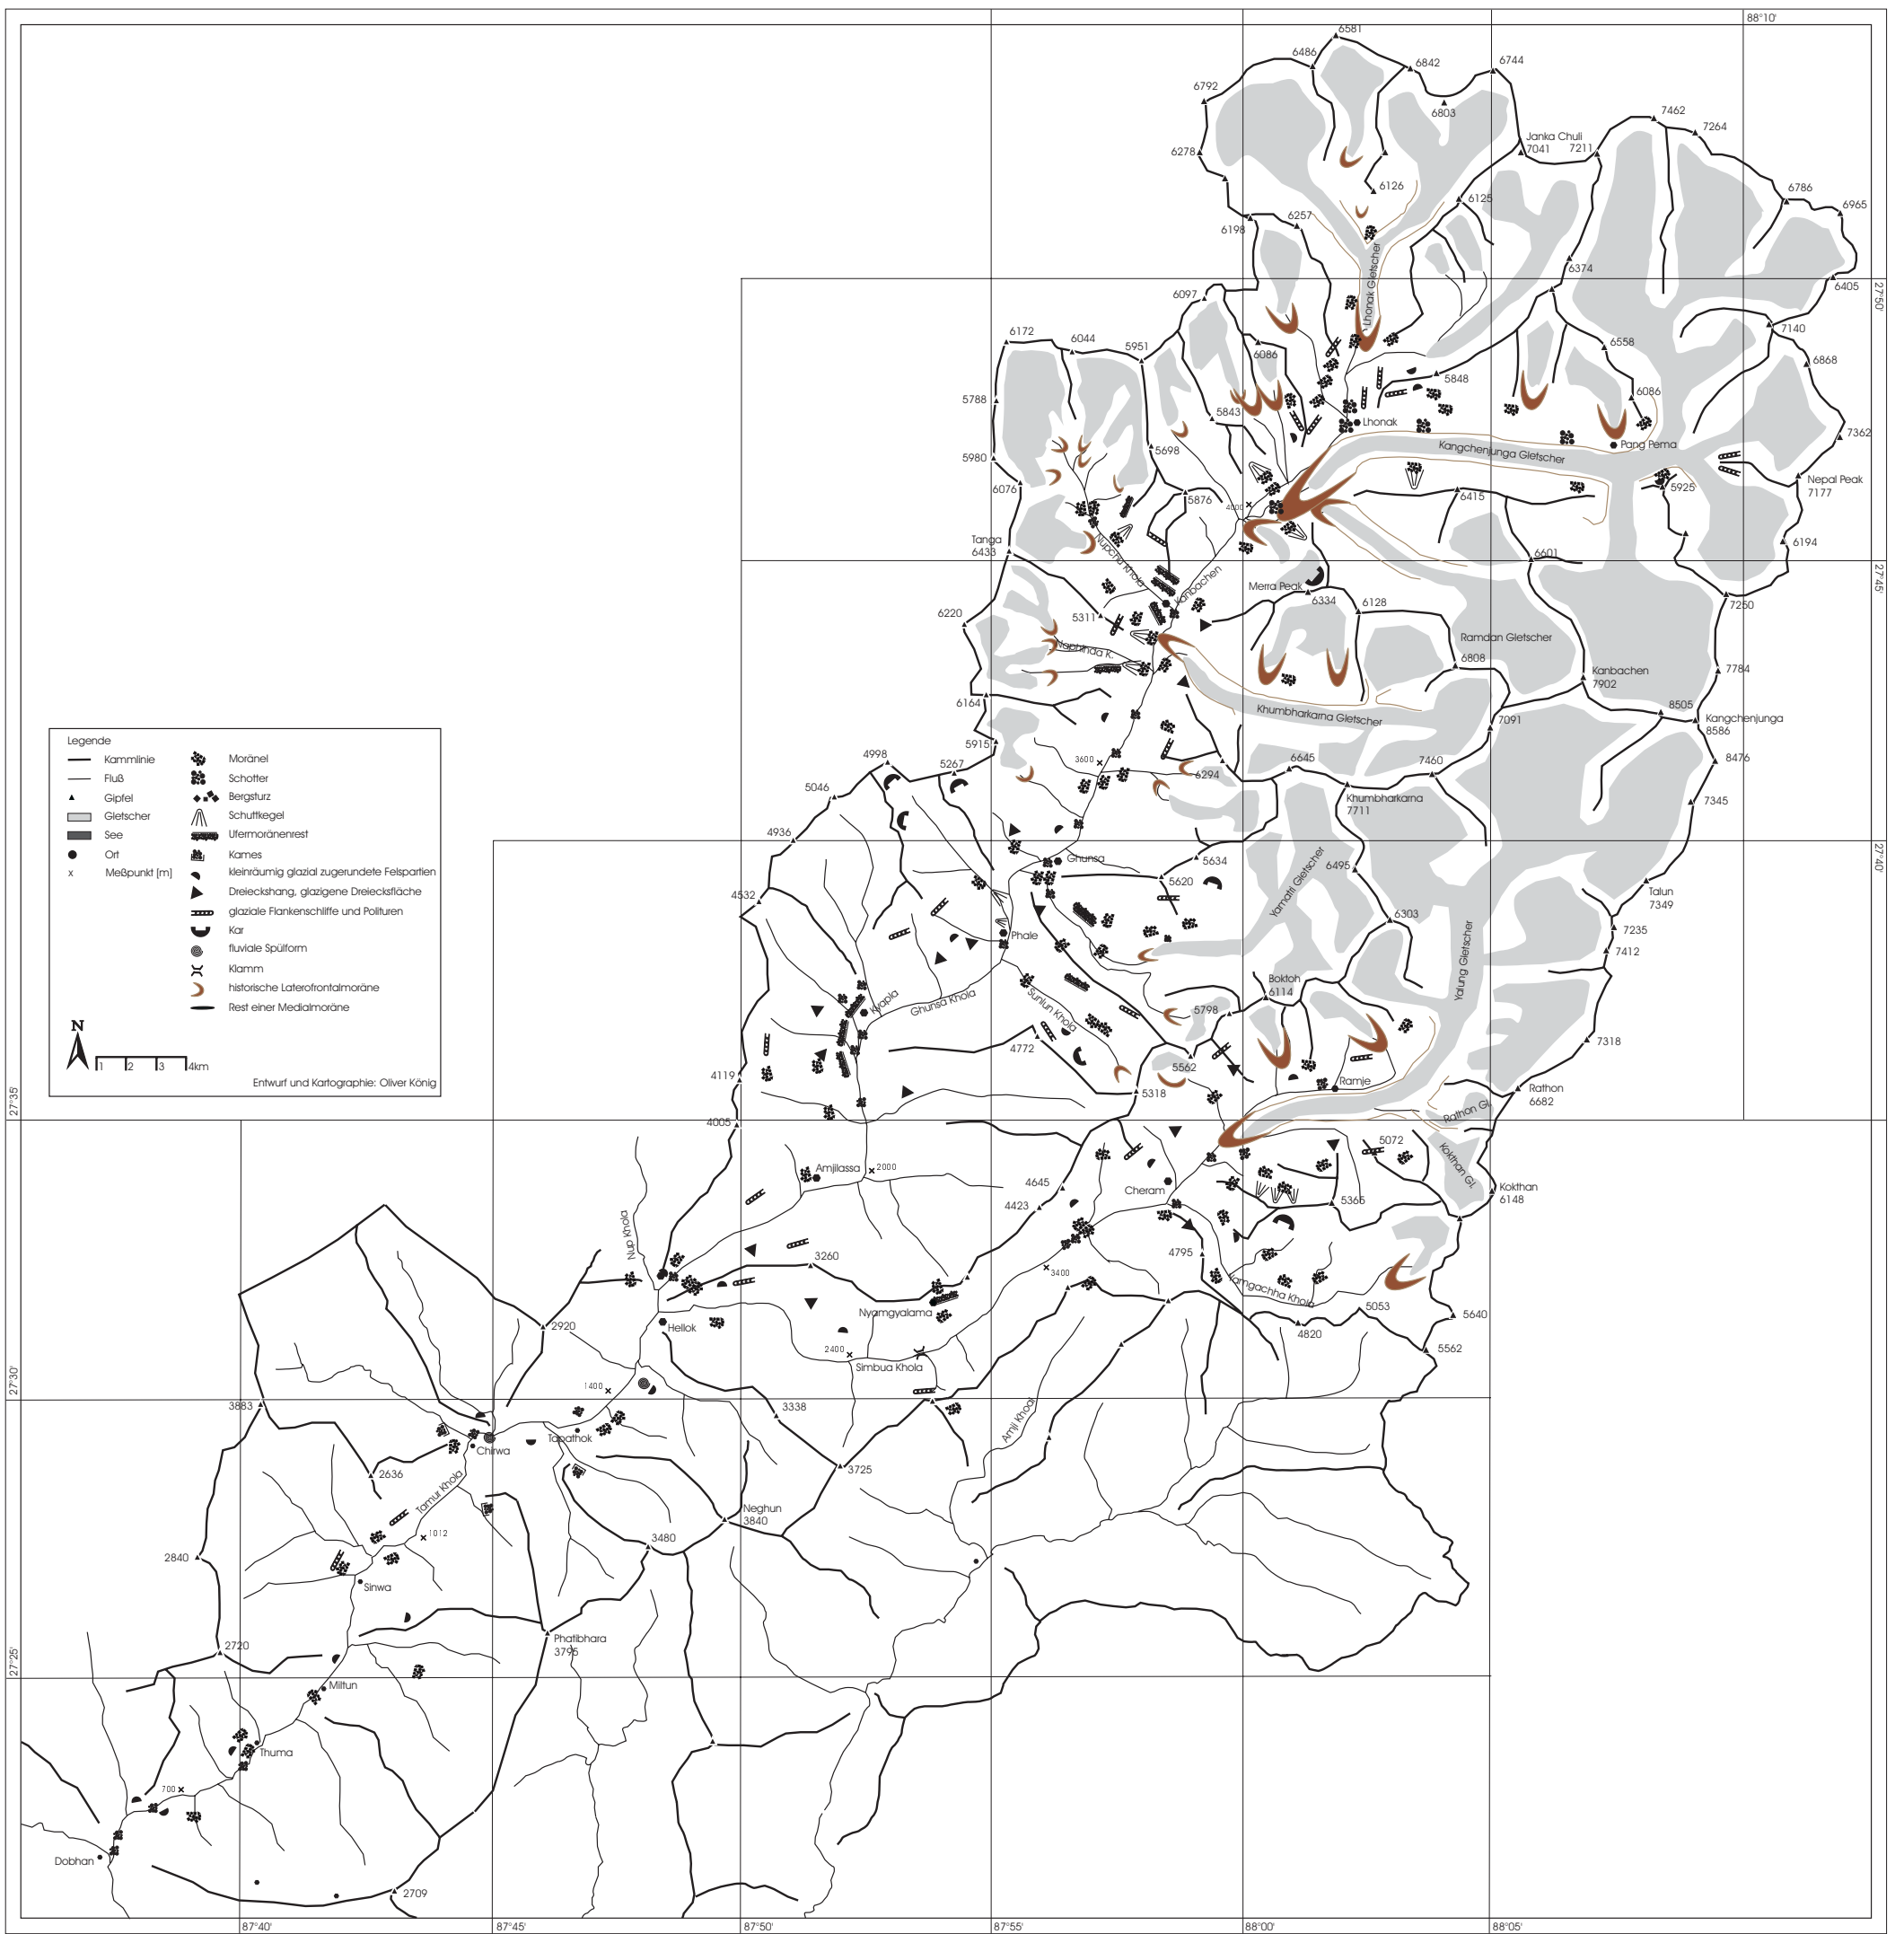 88°10'
6581
6486
6842
6744
6792
6803
7462
7264
Janka Chuli
7041
7211
6278
6126
6125
6786
6965
6198
6257
Lhonak Gletscher
6374
6405
27°50'
6097
6172
6044
5951
6086
7140
6558
6868
5848
5788
5843
6086
Lhonak
7362
Kangchenjunga Gletscher
Pang Pema
5980
5698
6076
5876
6415
5925
Nepal Peak
7177
4000
Tanga
6433
Nupchu Khola
6601
6194
27°45'
Kanbachen
Merra Peak
6334
6128
7250
6220
5311
Ramdan Gletscher
Naphinda K.
6808
Kanbachen
7902
7784
6164
Khumbharkarna Gletscher
7091
8505
Kangchenjunga
8586
5915
4998
3600
5267
6294
6645
7460
8476
Khumbharkarna
7711
5046
7345
4936
27°40'
Ghunsa
5634
5620
Yamatri Gletscher
6495
Talun
7349
4532
6303
7235
Phale
7412
Yalung Gletscher
Boktoh
6114
Kyapla
Ghunsa Khola
Sunlun Khola
5798
4772
5562
7318
4119
Ramje
5318
Rathon
6682
Rathon Gl.
27°35'
4005
5072
Kokthan Gl.
Amjilassa
2000
4645
Cheram
5365
Kokthan
6148
4423
Nup Khola
3260
4795
3400
Yamgachha Khola
Nyamgyalama
5053
5640
Hellok
2920
4820
5562
2400
Simbua Khola
27°30'
1400
3883
3338
Amji Khola
Tapathok
Chirwa
2636
3725
Tamur Khola
Neghun
3840
1012
3480
2840
Sinwa
Phatibhara
3795
2720
27°25'
Miltun
Thuma
700
Dobhan
2709
87°40'
87°45'
87°50'
87°55'
88°00'
88°05'
Legende
Kammlinie
Fluß
Gipfel
Gletscher
See
Ort
x Meßpunkt [m]
Moränel
Schotter
Bergsturz
Schuttkegel
Ufermoränenrest
Kames
kleinräumig glazial zugerundete Felspartien
Dreieckshang, glazigene Dreiecksfläche
glaziale Flankenschliffe und Polituren
Kar
fluviale Spülform
Klamm
historische Laterofrontalmoräne
Rest einer Medialmoräne
N
1 2 3 4km
Entwurf und Kartographie: Oliver König